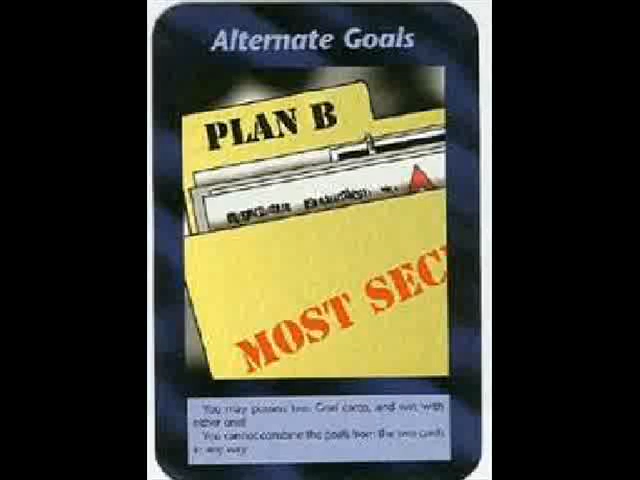 Alternate Goals
PLAN B
MOST SEC
You may possess two Goal cards, and win with
either one!
You cannot combine the goals from the two cards
in any way.